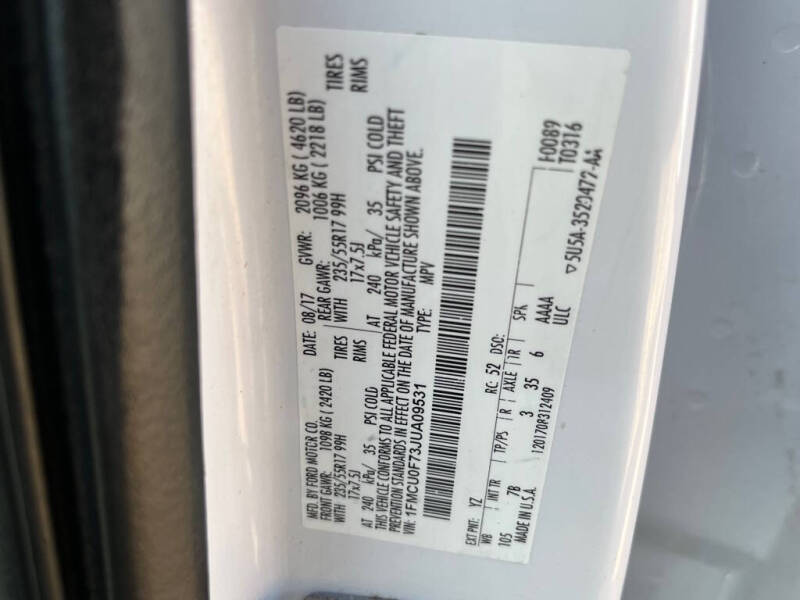 MFD. BY FORD MOTOR CO.
DATE: 08/17 GVWR: 2096 KG ( 4620 LB)
FRONT GAWR: 1098 KG ( 2420 LB) REAR GAWR: 1006 KG ( 2218 LB)
WITH 235/55R17 99H TIRES WITH 235/55R17 99H TIRES
17x7.5J RIMS 17x7.5J RIMS
AT 240 kPa/ 35 PSI COLD AT 240 kPa/ 35 PSI COLD
THIS VEHICLE CONFORMS TO ALL APPLICABLE FEDERAL MOTOR VEHICLE SAFETY AND THEFT
PREVENTION STANDARDS IN EFFECT ON THE DATE OF MANUFACTURE SHOWN ABOVE.
VIN: 1FMCU0F73JUA09531 TYPE: MPV
EXT PNT: YZ RC: 52 DSO: F0089
WB INT TR TP/PS R AXLE TR SPR T0316
105 7B 3 35 6 AAAA
MADE IN U.S.A. 120170R312409 ULC
5U5A-3520472-AA